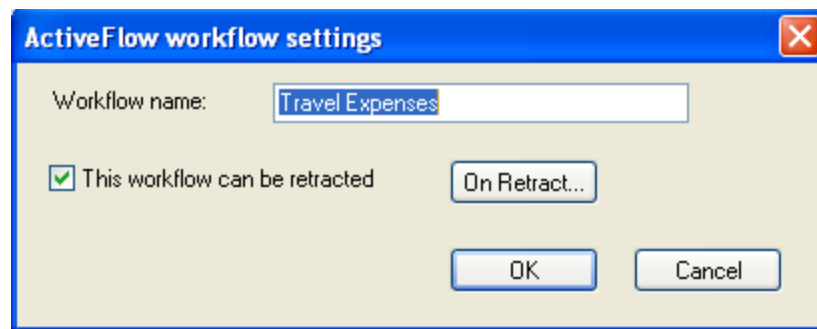 ActiveFlow workflow settings
Workflow name: Travel Expenses
This workflow can be retracted On Retract...
OK Cancel